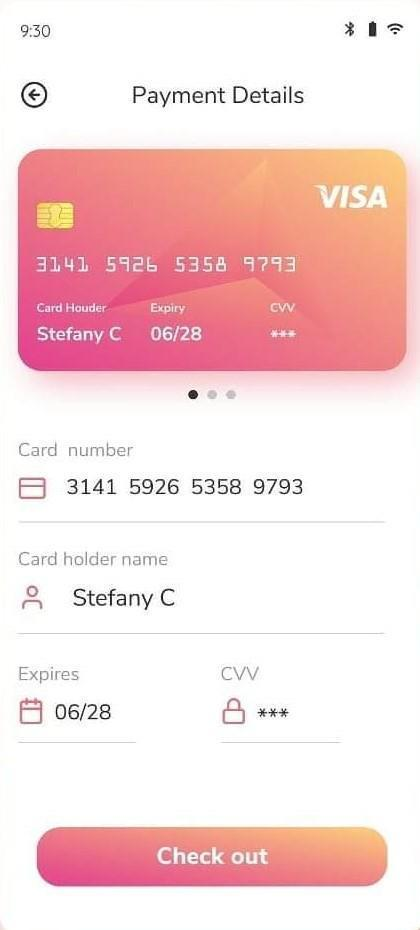 9:30
Payment Details
VISA
3141 5926 5358 9793
Card Houder Expiry CVV
Stefany C 06/28 ***
Card number
3141 5926 5358 9793
Card holder name
Stefany C
Expires CVV
06/28 ***
Check out